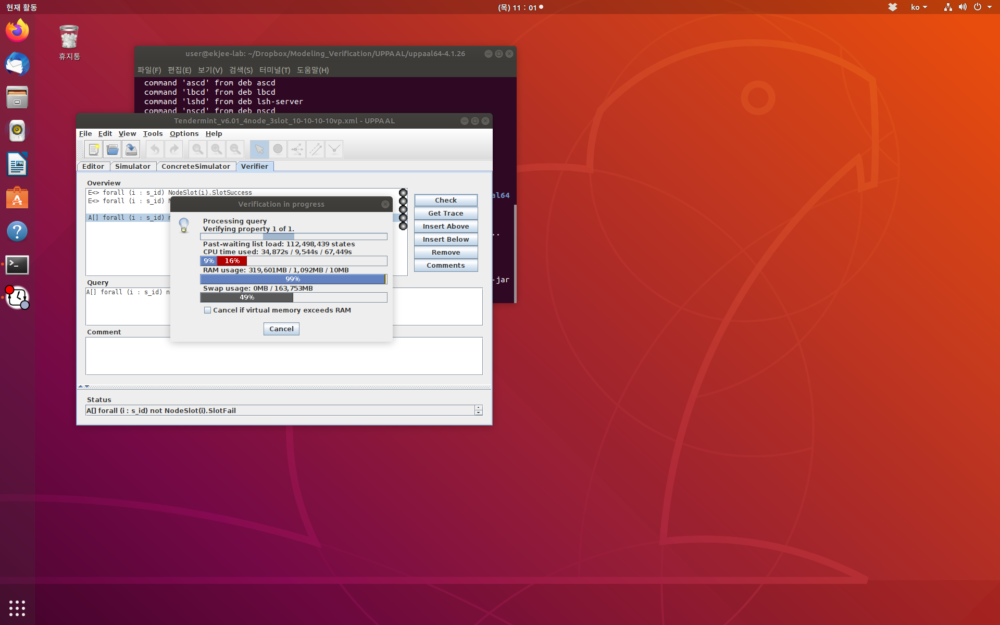 현재 활동
(목) 11 : 01
ko
휴지통
user@ekjee-lab: ~/Dropbox/Modeling_Verification/UPPAAL/uppaal64-4.1.26
파일(F) 편집(E) 보기(V) 검색(S) 터미널(T) 도움말(H)
command 'ascd' from deb ascd
command 'lbcd' from deb lbcd
command 'lshd' from deb lsh-server
command 'nscd' from deb nscd
al64
..
-jar
Tendermint_v6.01_4node_3slot_10-10-10-10vp.xml - UPPAAL
File Edit View Tools Options Help
Editor Simulator ConcreteSimulator Verifier
Overview
E<> forall (i : s_id) NodeSlot(i).SlotSuccess
E<> forall (i : s_id)
A[] forall (i : s_id)
Check
Get Trace
Insert Above
Insert Below
Remove
Comments
Verification in progress
Processing query
Verifying property 1 of 1.
Past-waiting list load: 112,498,439 states
CPU time used: 34,872s / 9,544s / 67,449s
9% 16%
RAM usage: 319,601MB / 1,092MB / 10MB
99%
Swap usage: 0MB / 163,753MB
49%
Cancel if virtual memory exceeds RAM
Cancel
Query
A[] forall (i : s_id) n
Comment
Status
A[] forall (i : s_id) not NodeSlot(i).SlotFail